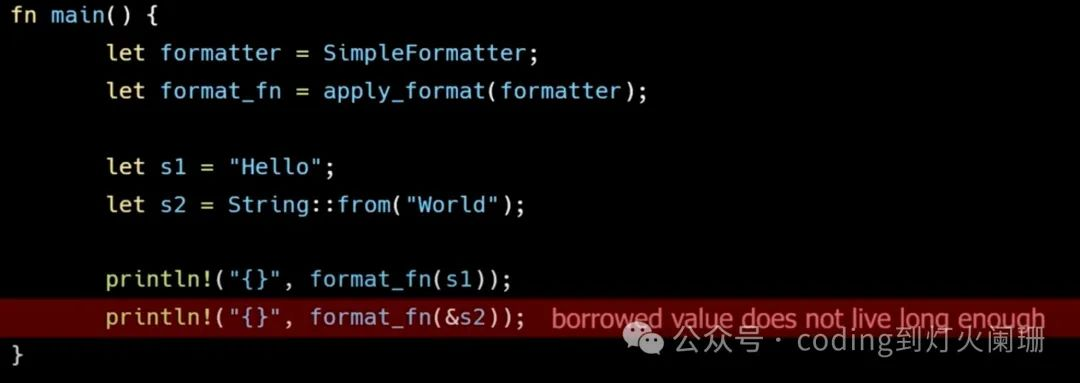 fn main() {
let formatter = SimpleFormatter;
let format_fn = apply_format(formatter);
let s1 = "Hello";
let s2 = String::from("World");
println!("{}", format_fn(s1));
println!("{}", format_fn(&s2)); borrowed value does not live long enough
公众号 · coding到灯火阑珊
}